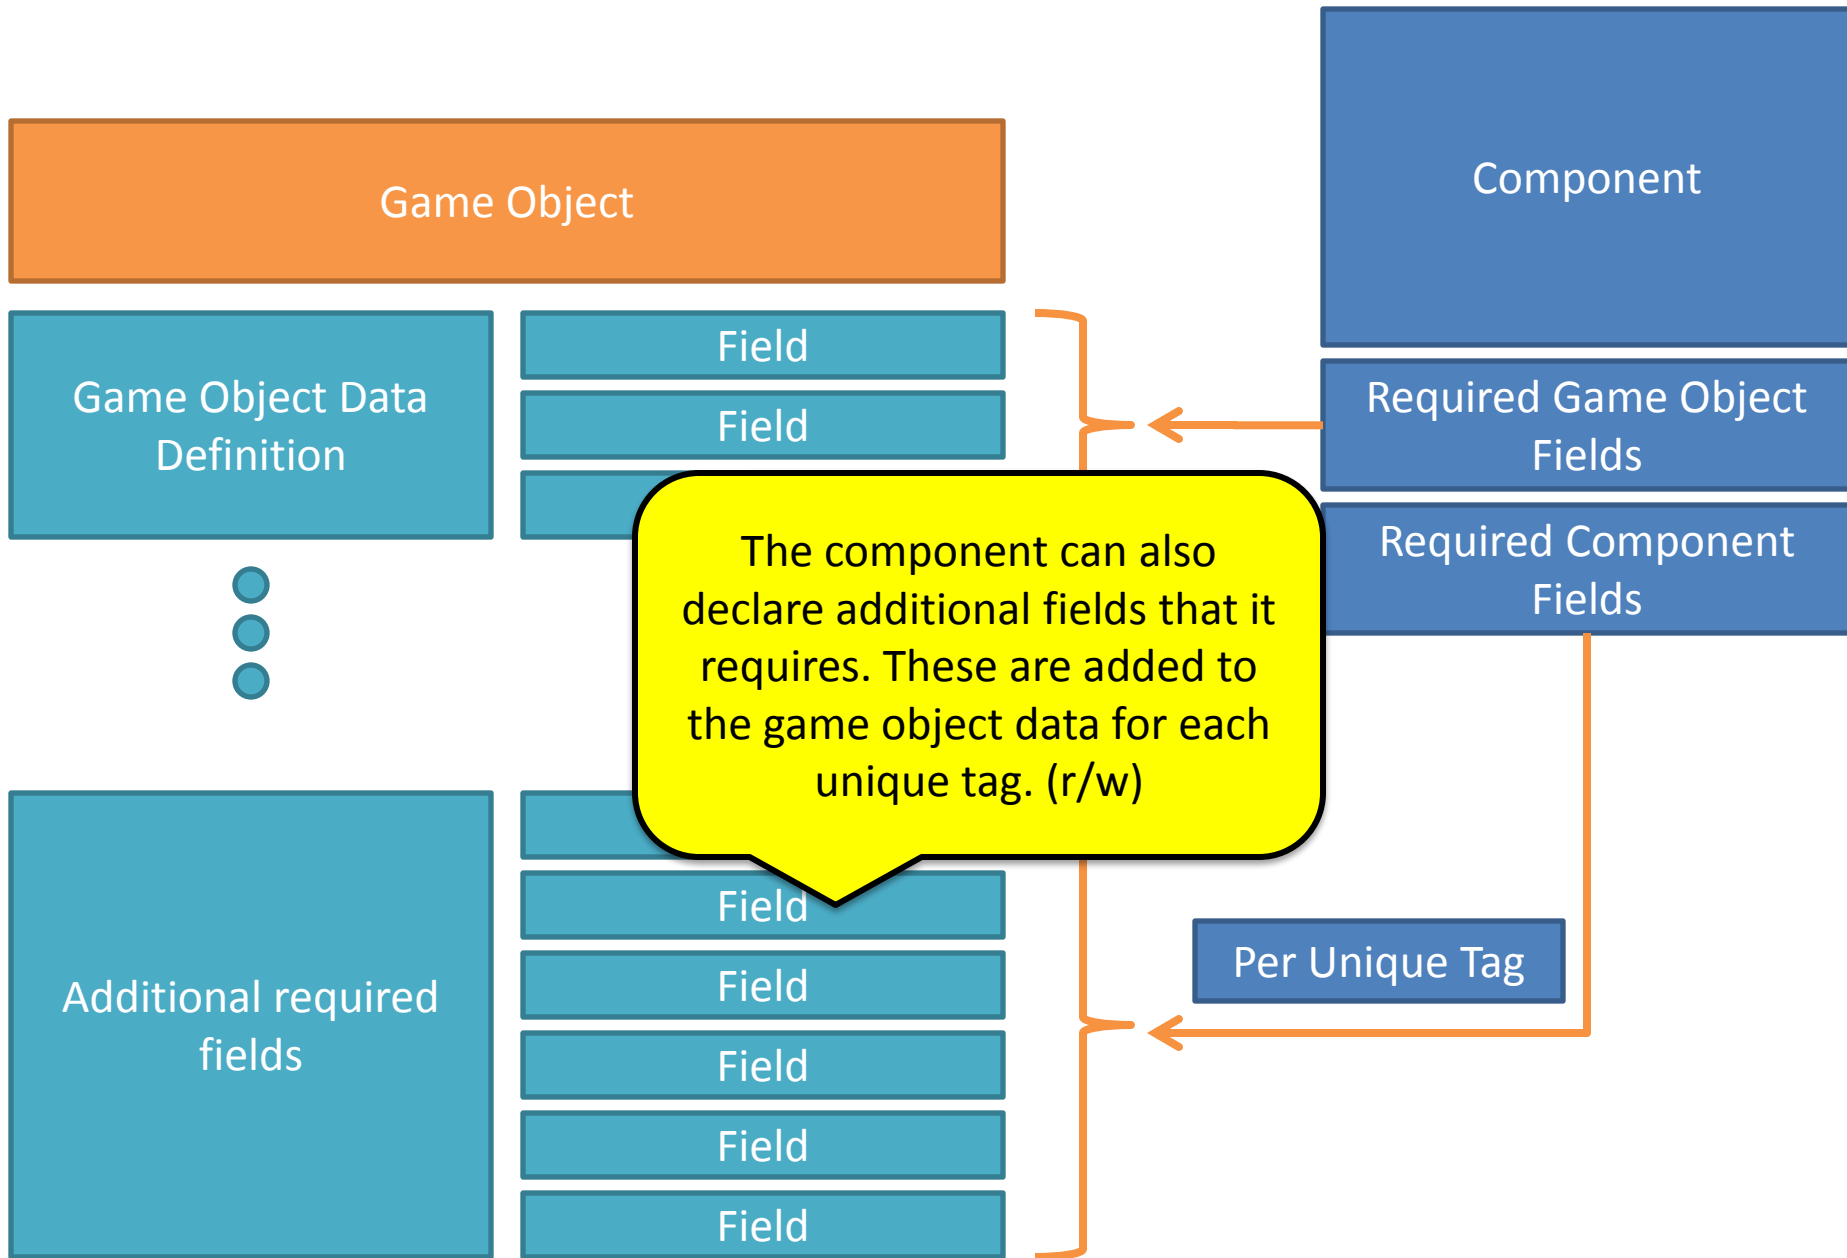 Game Object
Component
Game Object Data
Definition
Field
Field
Required Game Object
Fields
Required Component
Fields
The component can also
declare additional fields that it
requires. These are added to
the game object data for each
unique tag. (r/w)
Additional required
fields
Field
Field
Field
Field
Field
Per Unique Tag